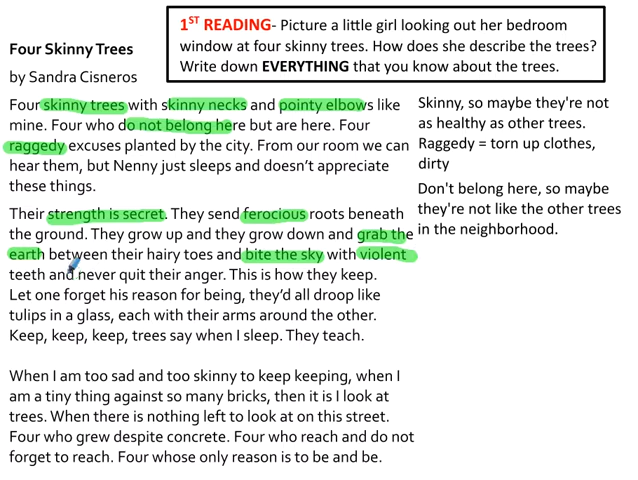 1ST READING- Picture a little girl looking out her bedroom
window at four skinny trees. How does she describe the trees?
Write down EVERYTHING that you know about the trees.
Four Skinny Trees
by Sandra Cisneros
Four skinny trees with skinny necks and pointy elbows like
mine. Four who do not belong here but are here. Four
raggedy excuses planted by the city. From our room we can
hear them, but Nenny just sleeps and doesn't appreciate
these things.
Their strength is secret. They send ferocious roots beneath
the ground. They grow up and they grow down and grab the
earth between their hairy toes and bite the sky with violent
teeth and never quit their anger. This is how they keep.
Let one forget his reason for being, they'd all droop like
tulips in a glass, each with their arms around the other.
Keep, keep, keep, trees say when I sleep. They teach.
When I am too sad and too skinny to keep keeping, when I
am a tiny thing against so many bricks, then it is I look at
trees. When there is nothing left to look at on this street.
Four who grew despite concrete. Four who reach and do not
forget to reach. Four whose only reason is to be and be.
Skinny, so maybe they're not
as healthy as other trees.
Raggedy = torn up clothes,
dirty
Don't belong here, so maybe
they're not like the other trees
in the neighborhood.